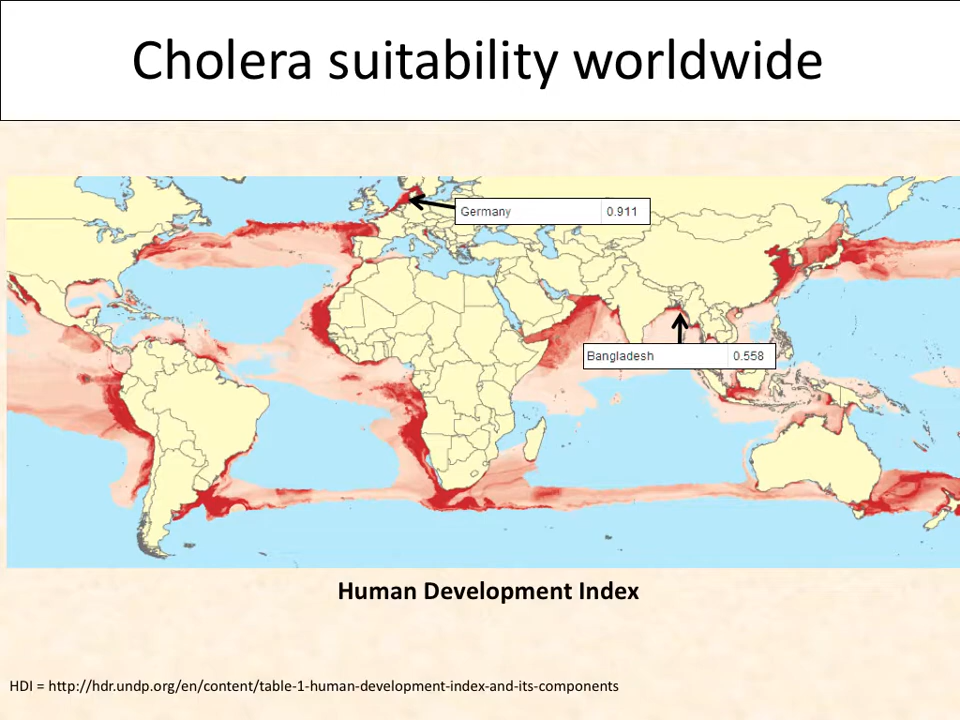 Cholera suitability worldwide
Germany 0.911
Bangladesh 0.558
Human Development Index
HDI = http://hdr.undp.org/en/content/table-1-human-development-index-and-its-components